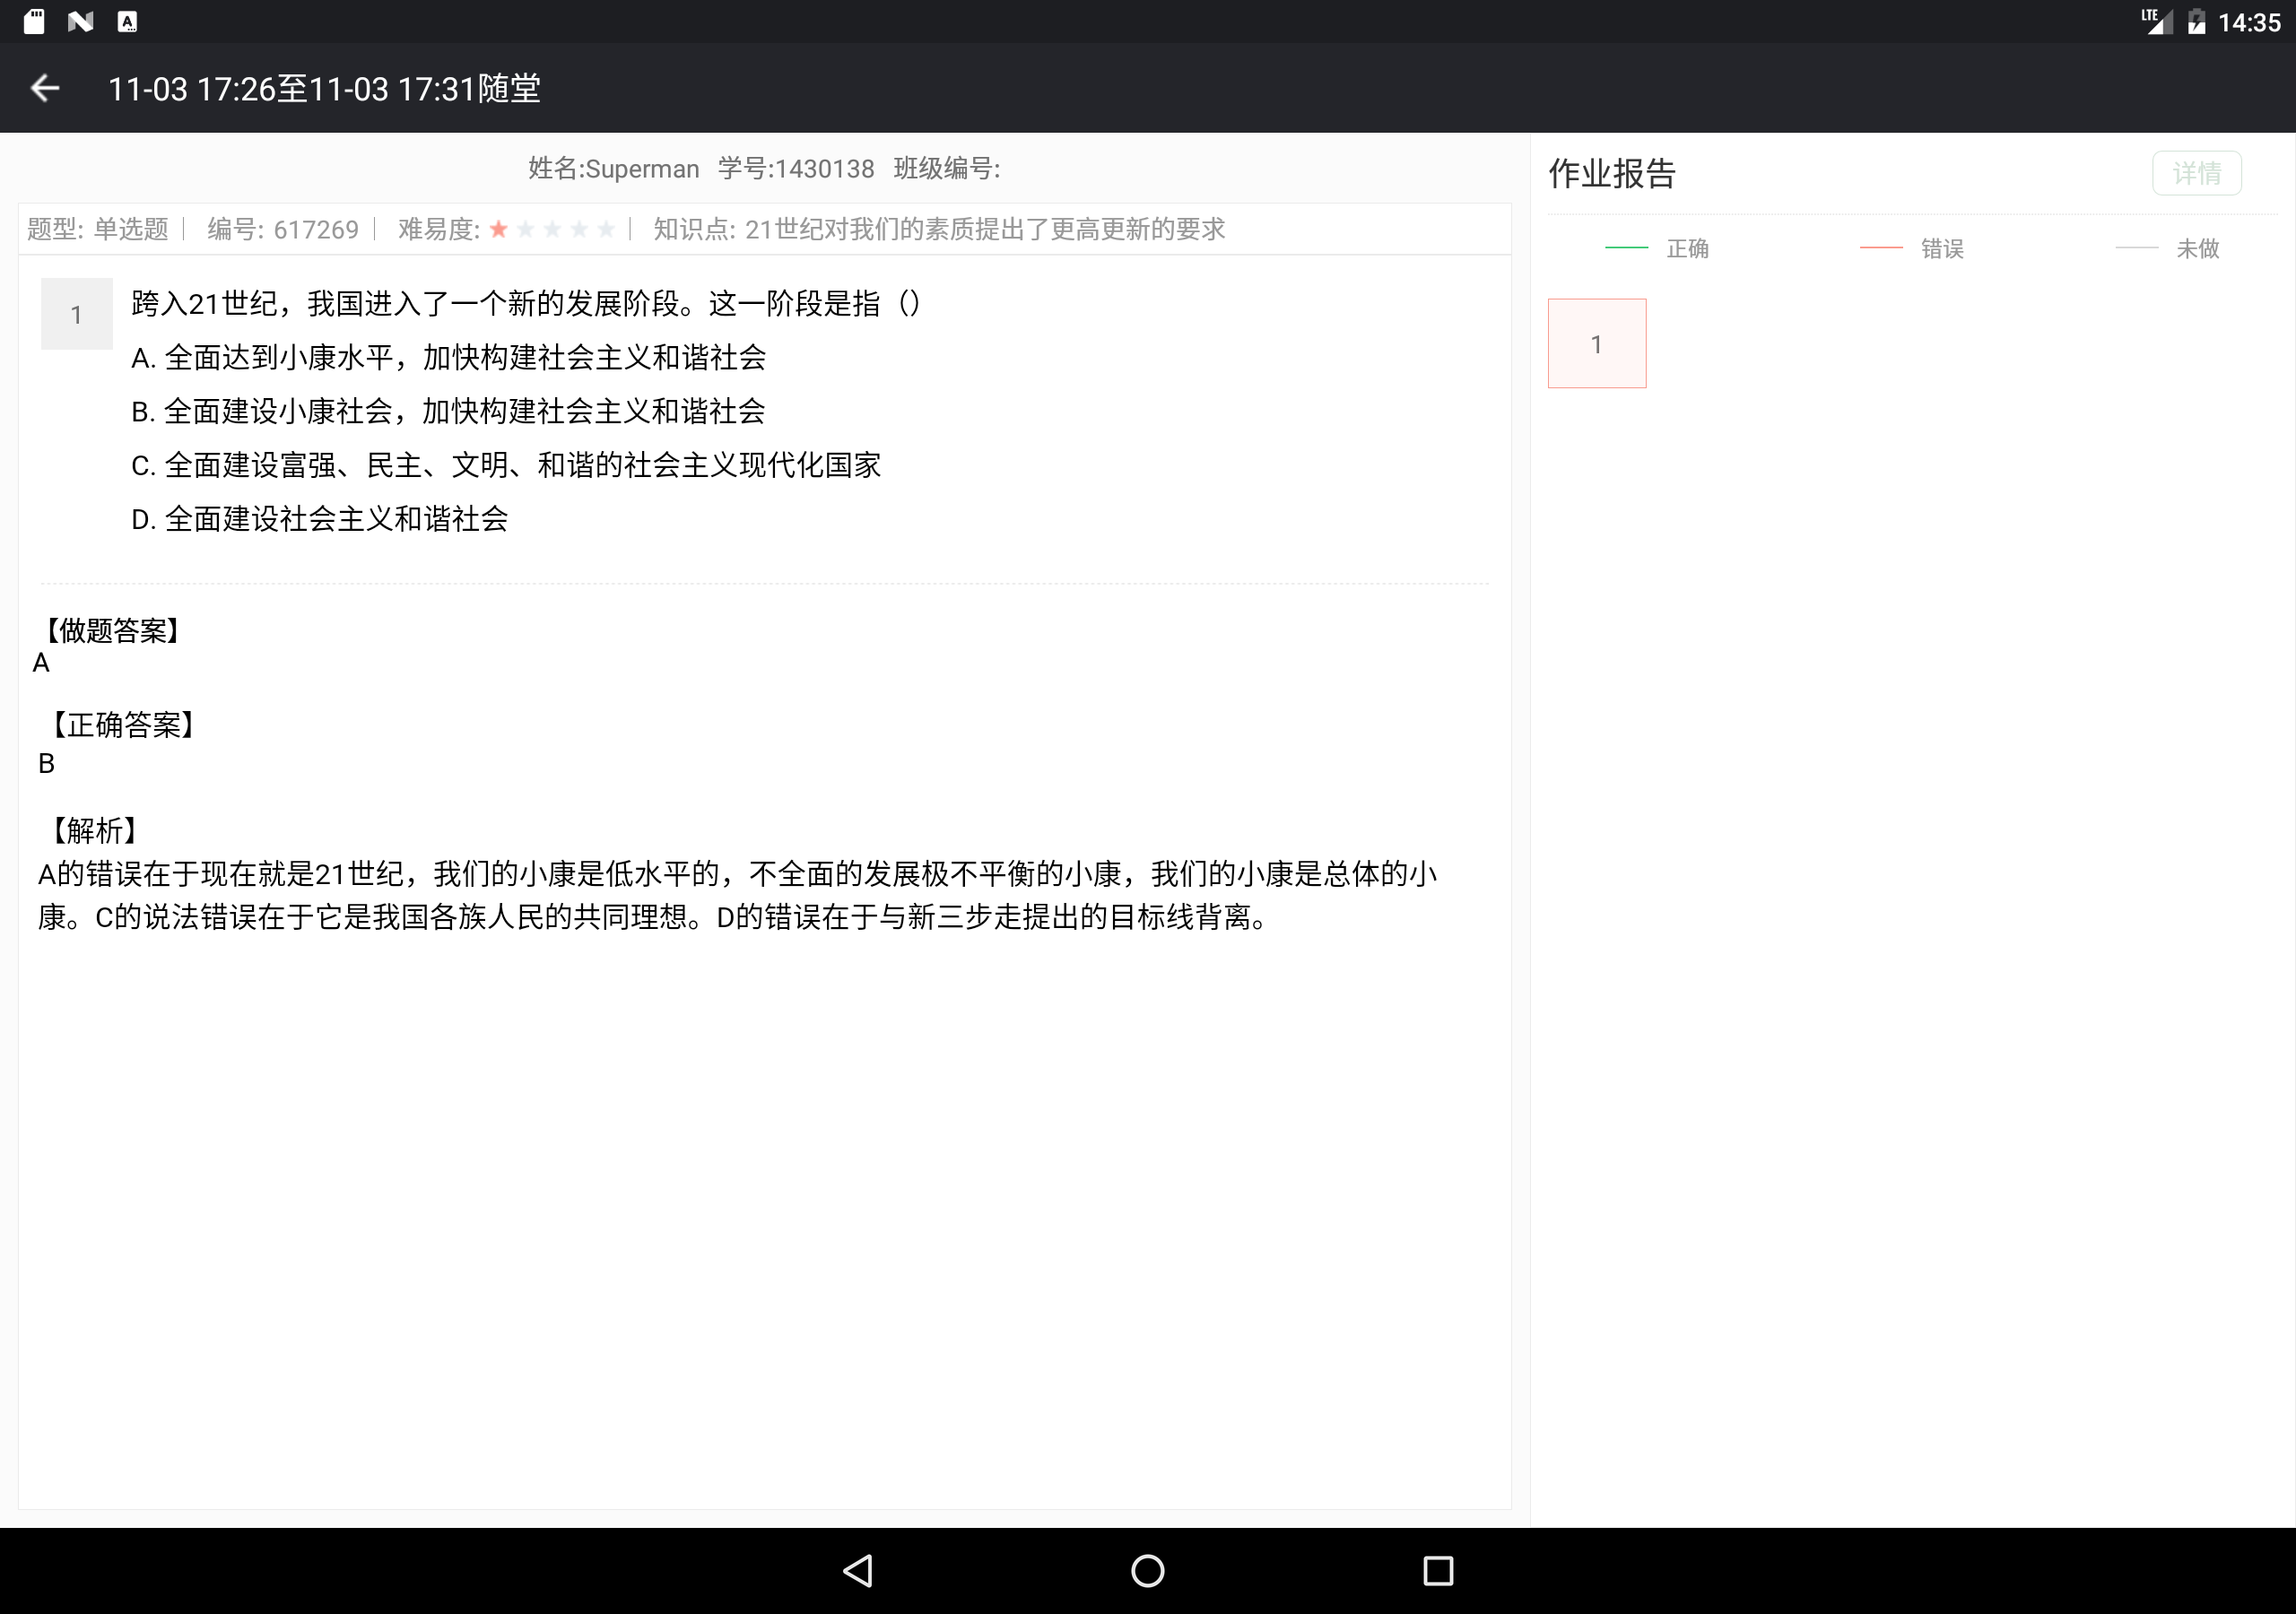 LTE 14:35
11-03 17:26至11-03 17:31随堂
姓名:Superman 学号:1430138 班级编号:
题型: 单选题 编号: 617269 难易度: 知识点: 21世纪对我们的素质提出了更高更新的要求
1
跨入21世纪，我国进入了一个新的发展阶段。这一阶段是指（）
A. 全面达到小康水平，加快构建社会主义和谐社会
B. 全面建设小康社会，加快构建社会主义和谐社会
C. 全面建设富强、民主、文明、和谐的社会主义现代化国家
D. 全面建设社会主义和谐社会
【做题答案】
A
【正确答案】
B
【解析】
A的错误在于现在就是21世纪，我们的小康是低水平的，不全面的发展极不平衡的小康，我们的小康是总体的小
康。C的说法错误在于它是我国各族人民的共同理想。D的错误在于与新三步走提出的目标线背离。
作业报告 详情
正确 错误 未做
1